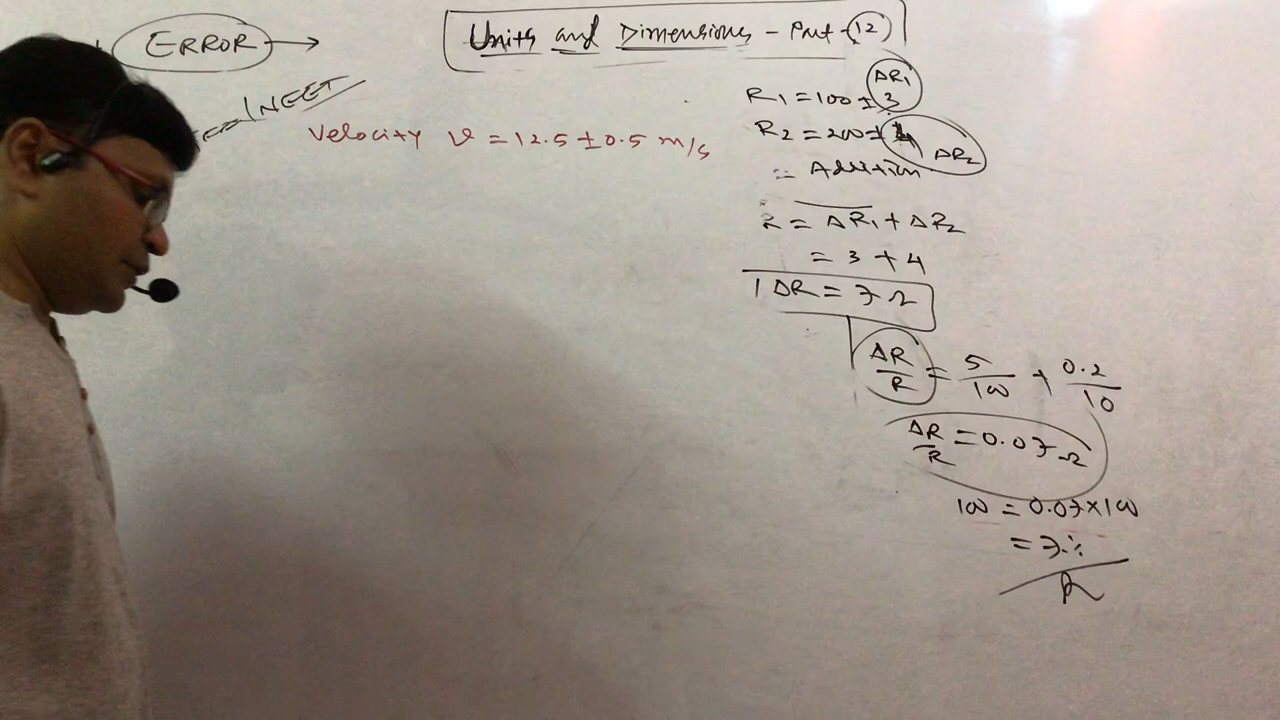 ERROR →
Units and Dimensions - Part - 12
NEET
Velocity v = 12.5 ± 0.5 m/s
R1 = 100 ± 3
ΔR1
R2 = 200 ± 4
ΔR2
= Addition
R = ΔR1 + ΔR2
= 3 + 4
ΔR = 7 Ω
ΔR/R = 5/100 + 0.2/10
ΔR/R = 0.07 Ω
100 = 0.07 × 100
= 7%
R